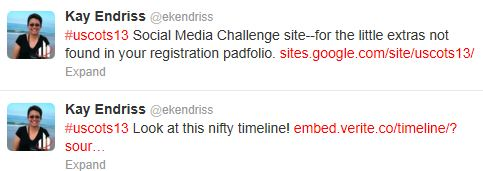 Kay Endriss @ekendriss
#uscots13 Social Media Challenge site--for the little extras not
found in your registration padfolio. sites.google.com/site/uscots13/
Expand
Kay Endriss @ekendriss
#uscots13 Look at this nifty timeline! embed.verite.co/timeline/?
sour…
Expand